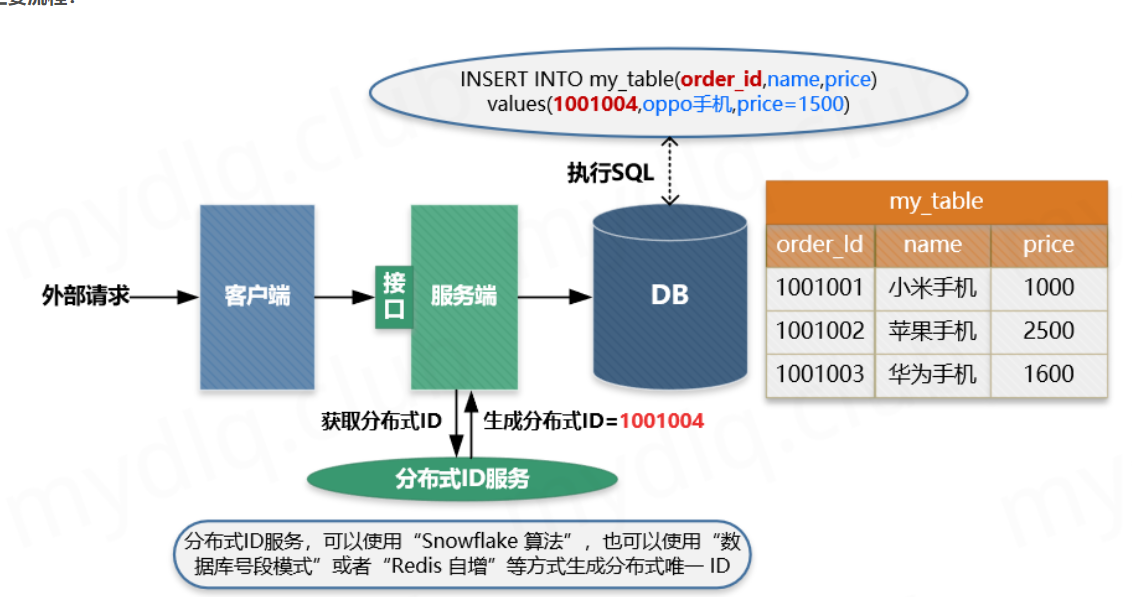 INSERT INTO my_table(order_id,name,price)
values(1001004,oppo手机,price=1500)
执行SQL
外部请求
客户端
接口
服务端
DB
my_table
order_Id name price
1001001 小米手机 1000
1001002 苹果手机 2500
1001003 华为手机 1600
获取分布式ID
生成分布式ID=1001004
分布式ID服务
分布式ID服务，可以使用“Snowflake 算法”，也可以使用“数
据库号段模式”或者“Redis 自增”等方式生成分布式唯一 ID
mydlq.club